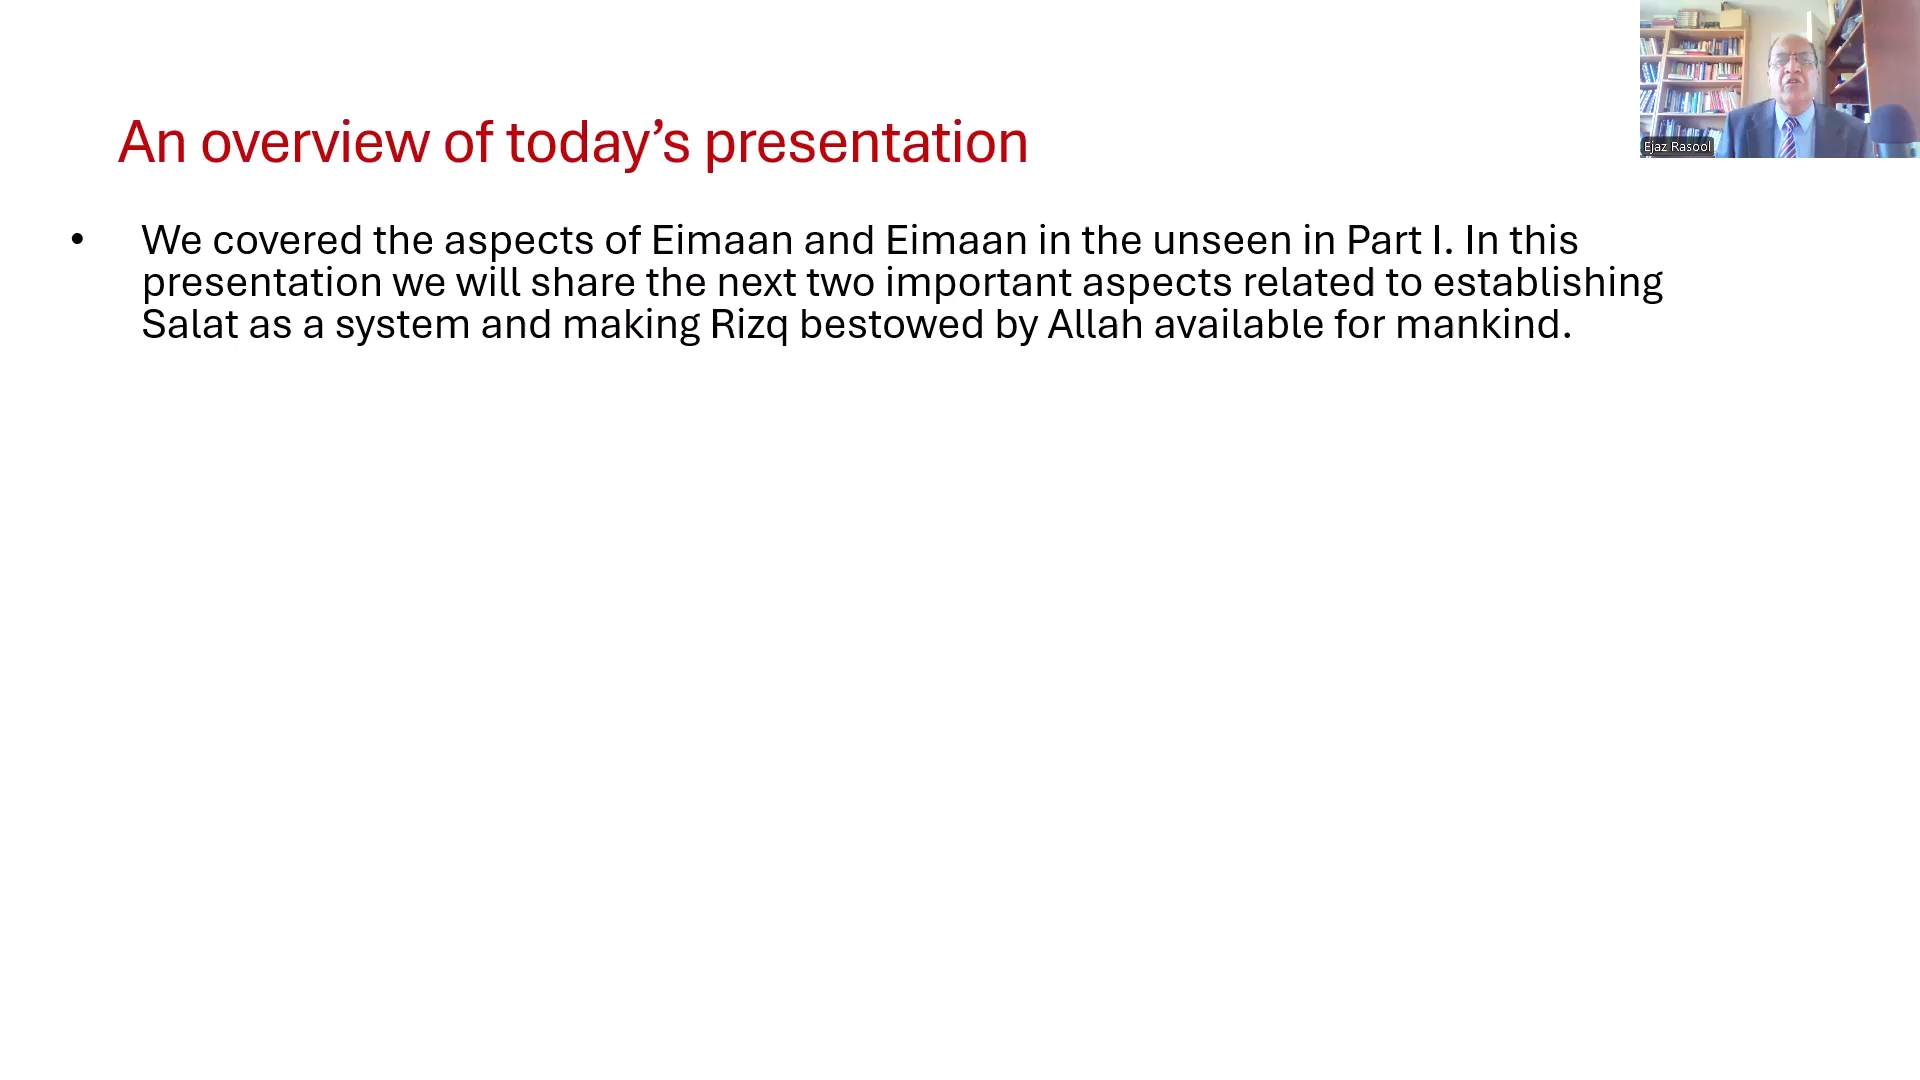 An overview of today’s presentation
• We covered the aspects of Eimaan and Eimaan in the unseen in Part I. In this
presentation we will share the next two important aspects related to establishing
Salat as a system and making Rizq bestowed by Allah available for mankind.
Ejaz Rasool